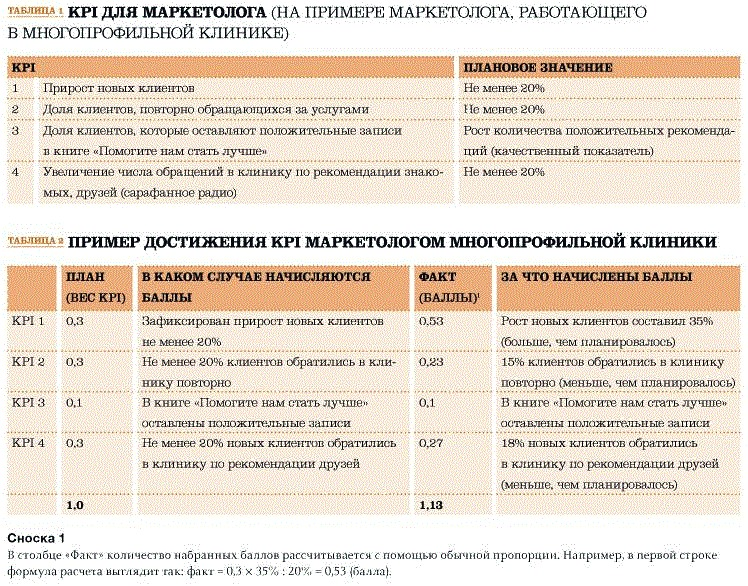 ТАБЛИЦА 1 KPI ДЛЯ МАРКЕТОЛОГА (НА ПРИМЕРЕ МАРКЕТОЛОГА, РАБОТАЮЩЕГО
В МНОГОПРОФИЛЬНОЙ КЛИНИКЕ)
KPI ПЛАНОВОЕ ЗНАЧЕНИЕ
1 Прирост новых клиентов Не менее 20%
2 Доля клиентов, повторно обращающихся за услугами Не менее 20%
3 Доля клиентов, которые оставляют положительные записи Рост количества положительных рекоменда-
в книге «Помогите нам стать лучше» ций (качественный показатель)
4 Увеличение числа обращений в клинику по рекомендации знако- Не менее 20%
мых, друзей (сарафанное радио)
ТАБЛИЦА 2 ПРИМЕР ДОСТИЖЕНИЯ KPI МАРКЕТОЛОГОМ МНОГОПРОФИЛЬНОЙ КЛИНИКИ
ПЛАН В КАКОМ СЛУЧАЕ НАЧИСЛЯЮТСЯ ФАКТ ЗА ЧТО НАЧИСЛЕНЫ БАЛЛЫ
(ВЕС KPI) БАЛЛЫ (БАЛЛЫ)¹
KPI 1 0,3 Зафиксирован прирост новых клиентов 0,53 Рост новых клиентов составил 35%
не менее 20% (больше, чем планировалось)
KPI 2 0,3 Не менее 20% клиентов обратились в кли- 0,23 15% клиентов обратились в клинику
нику повторно повторно (меньше, чем планировалось)
KPI 3 0,1 В книге «Помогите нам стать лучше» 0,1 В книге «Помогите нам стать лучше»
оставлены положительные записи оставлены положительные записи
KPI 4 0,3 Не менее 20% новых клиентов обратились 0,27 18% новых клиентов обратились
в клинику по рекомендации друзей в клинику по рекомендации друзей
(меньше, чем планировалось)
1,0 1,13
Сноска 1
В столбце «Факт» количество набранных баллов рассчитывается с помощью обычной пропорции. Например, в первой строке
формула расчета выглядит так: факт = 0,3 × 35% : 20% = 0,53 (балла).